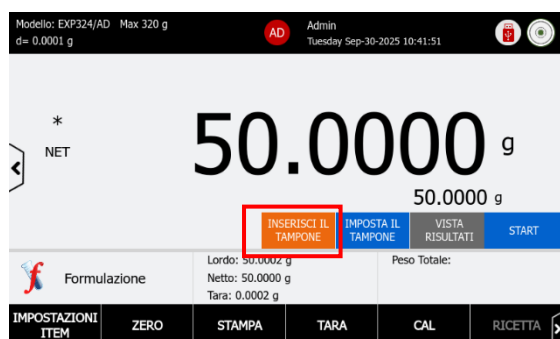 Modello: EXP324/AD Max 320 g
d= 0.0001 g
AD
Admin
Tuesday Sep-30-2025 10:41:51
*
NET
50.0000 g
50.0000 g
INSERISCI IL
TAMPONE
IMPOSTA IL
TAMPONE
VISTA
RISULTATI
START
Formulazione
Lordo: 50.0002 g
Netto: 50.0000 g
Tara: 0.0002 g
Peso Totale:
IMPOSTAZIONI
ITEM
ZERO
STAMPA
TARA
CAL
RICETTA